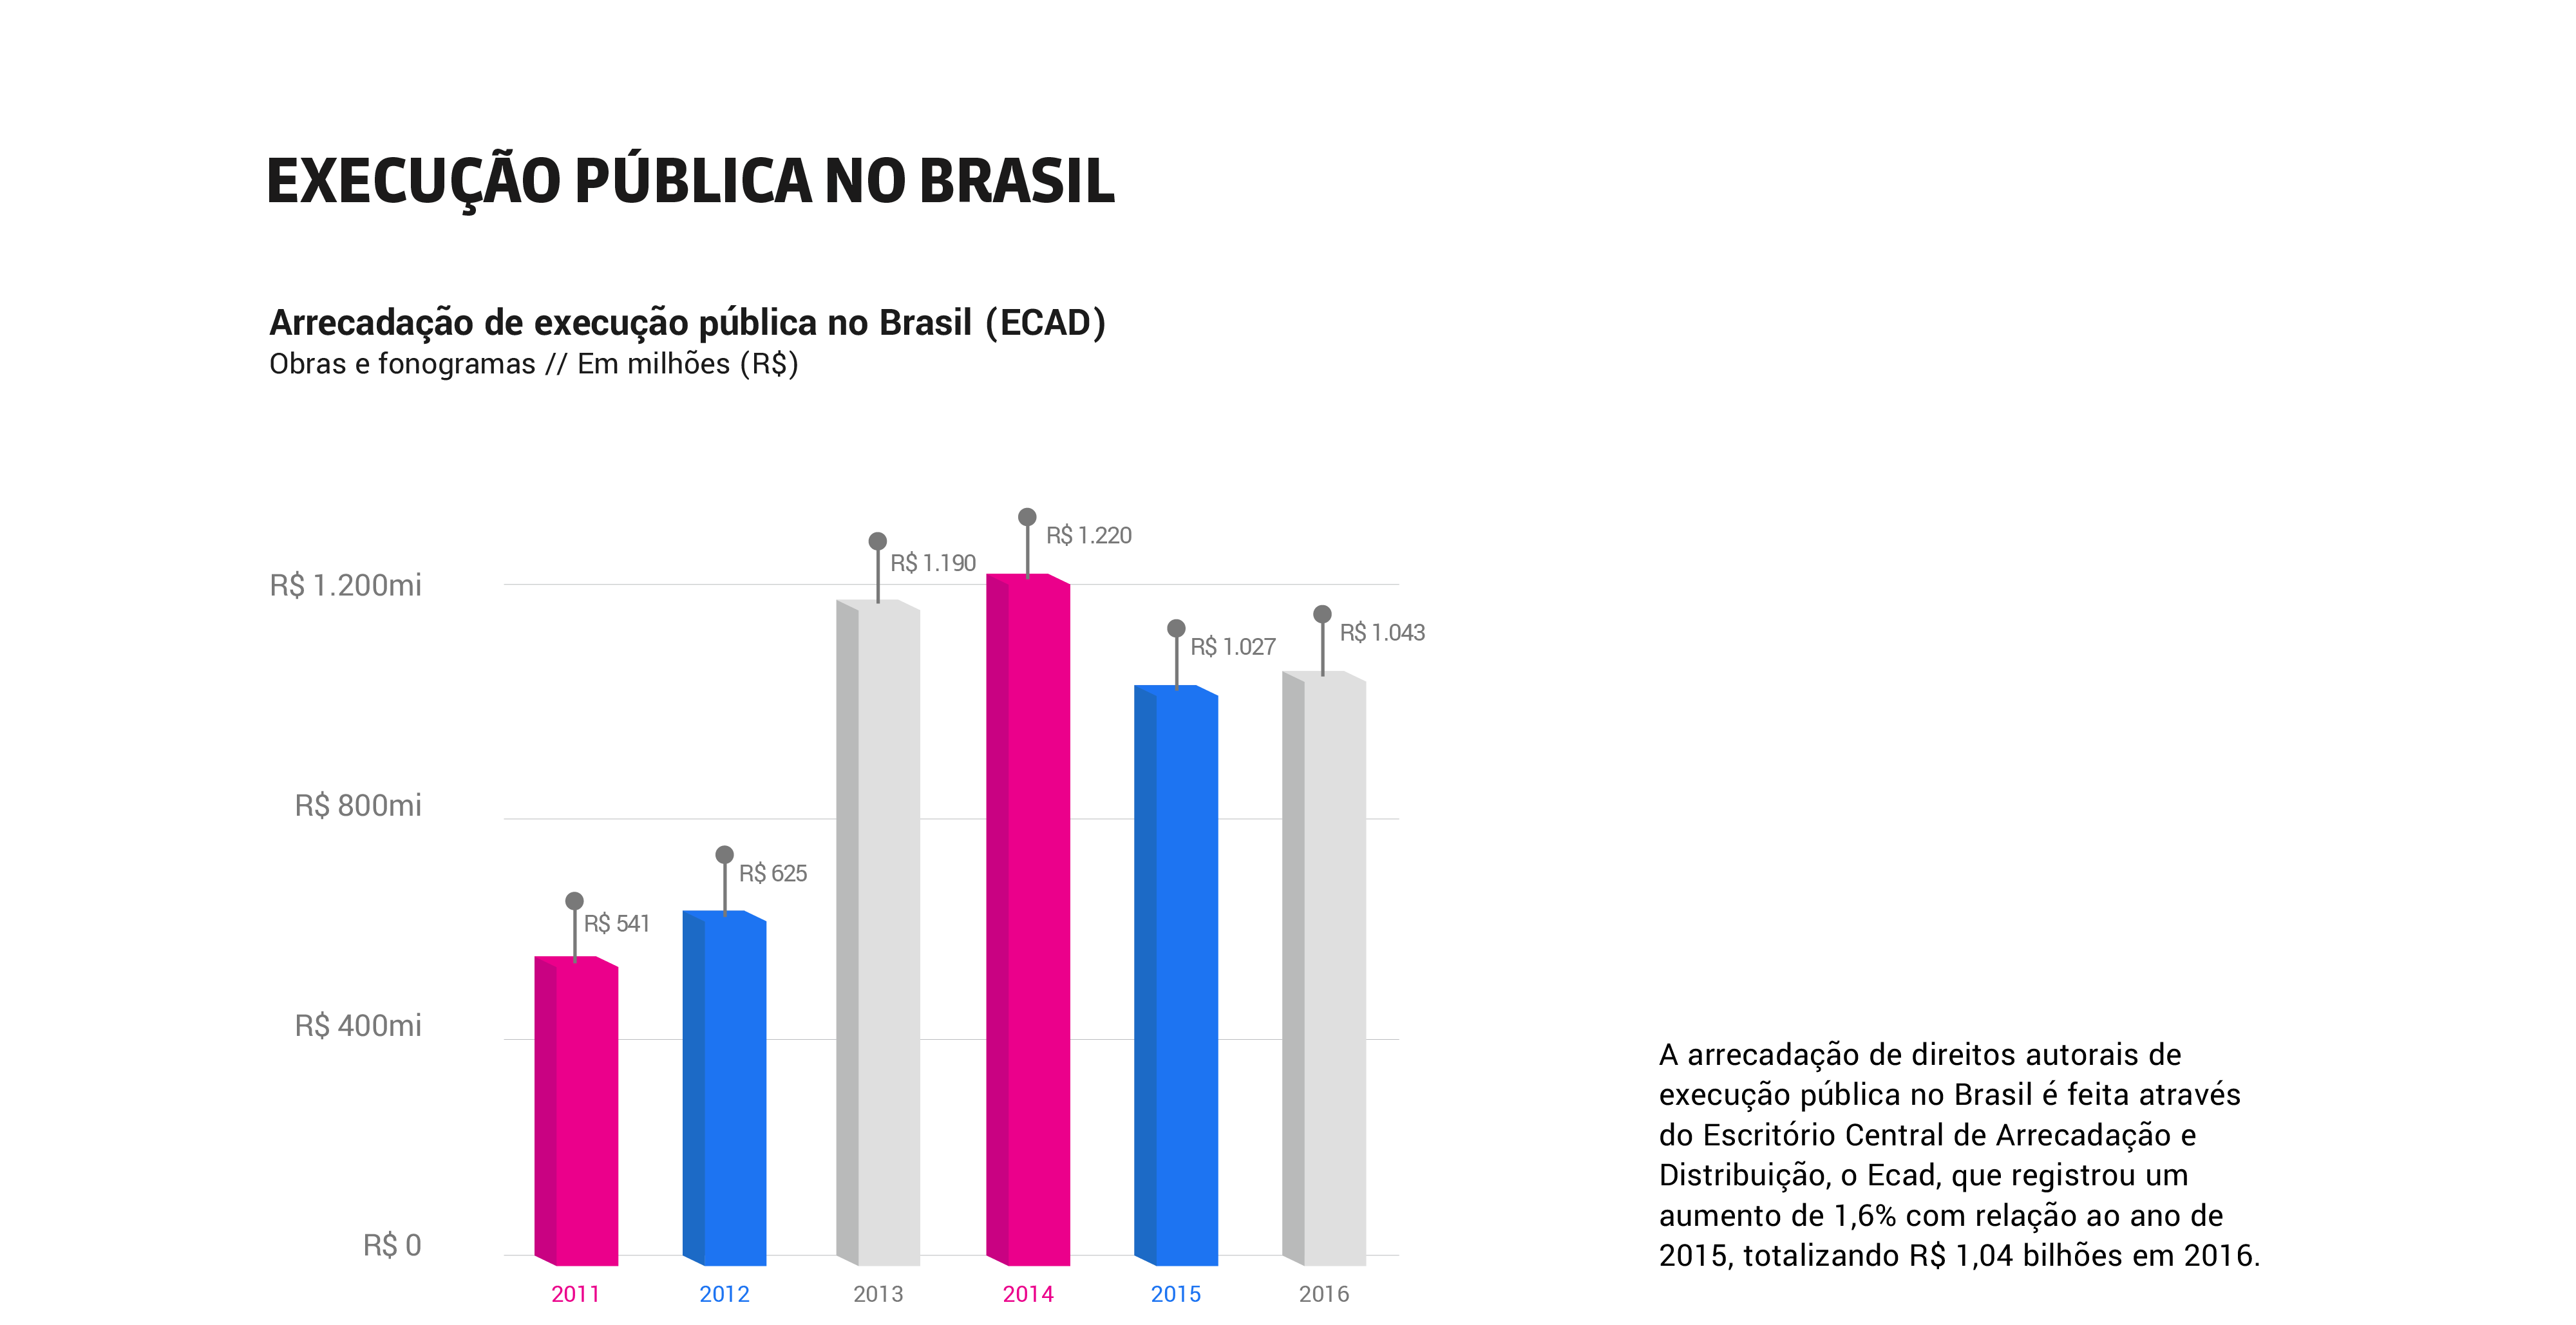 EXECUÇÃO PÚBLICA NO BRASIL
Arrecadação de execução pública no Brasil (ECAD)
Obras e fonogramas // Em milhões (R$)
R$ 1.200mi
R$ 800mi
R$ 400mi
R$ 0
R$ 541
R$ 625
R$ 1.190
R$ 1.220
R$ 1.027
R$ 1.043
2011
2012
2013
2014
2015
2016
A arrecadação de direitos autorais de
execução pública no Brasil é feita através
do Escritório Central de Arrecadação e
Distribuição, o Ecad, que registrou um
aumento de 1,6% com relação ao ano de
2015, totalizando R$ 1,04 bilhões em 2016.